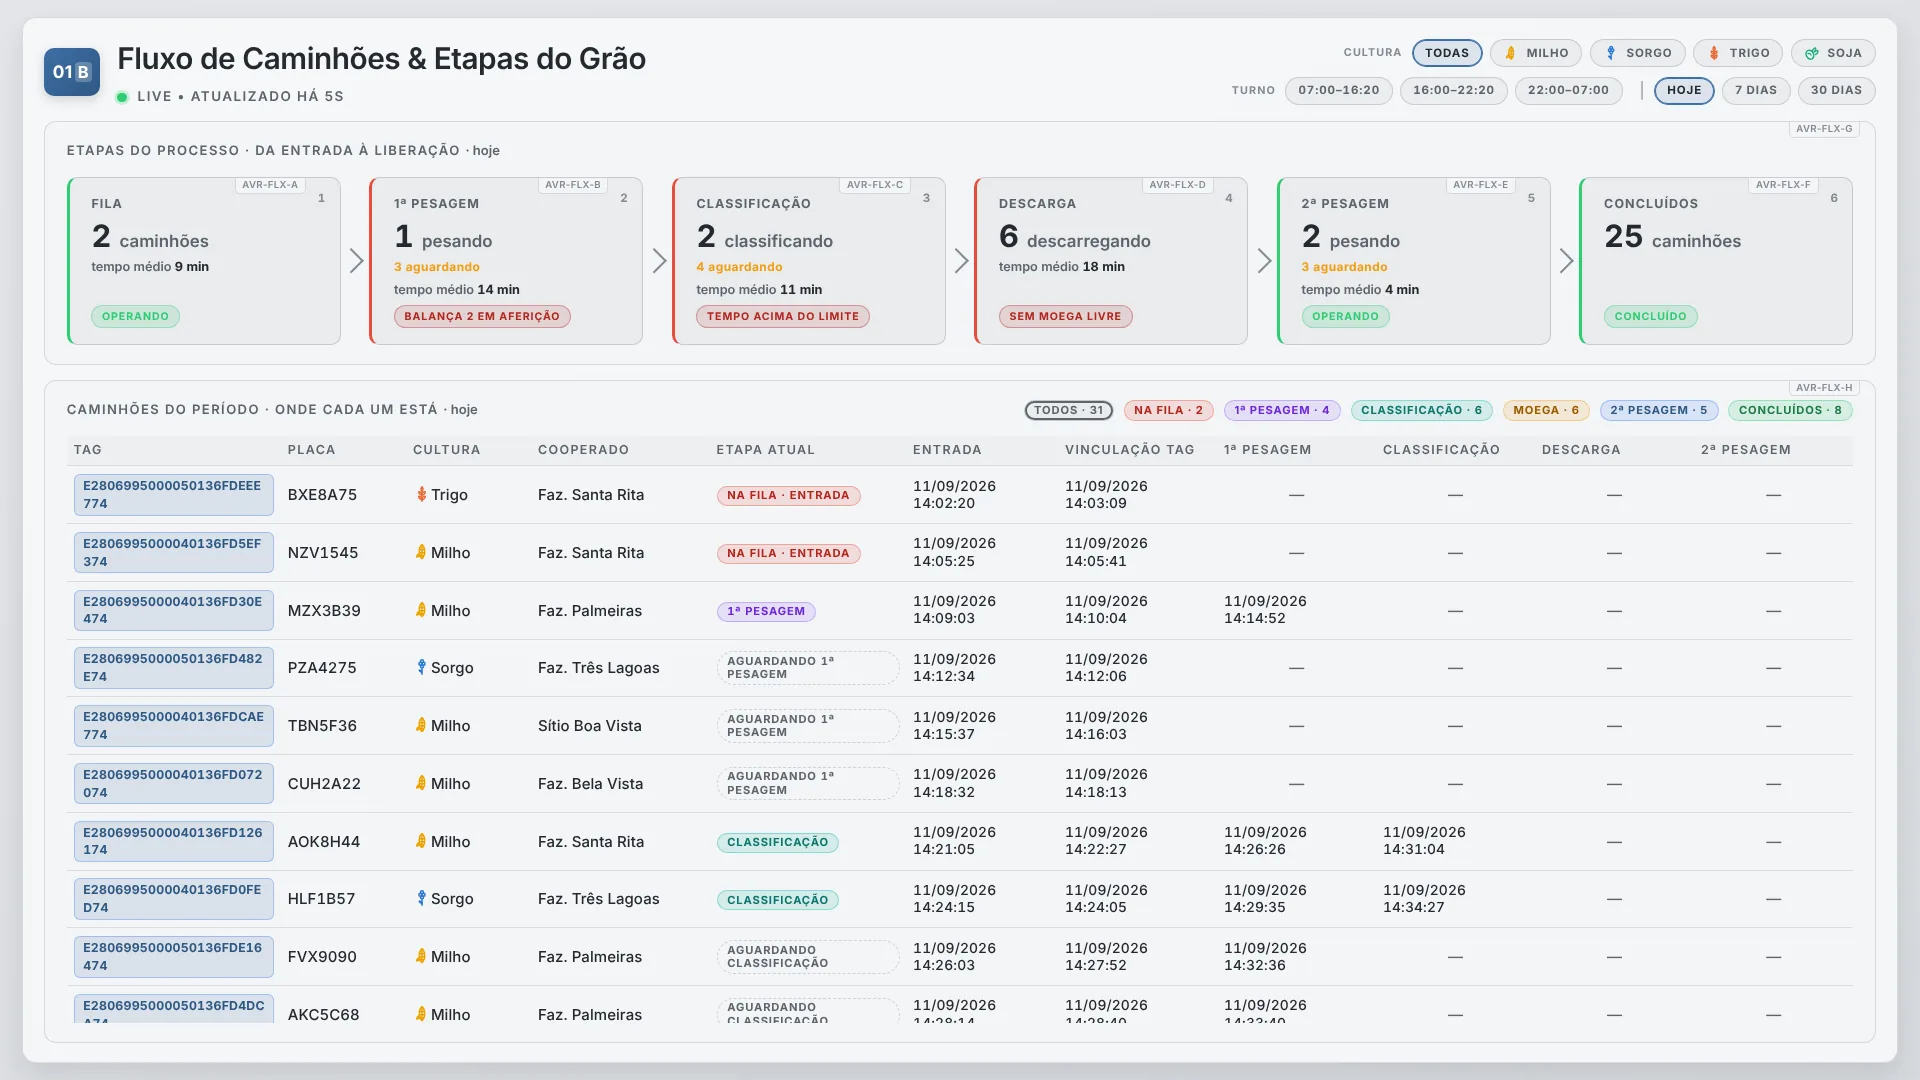 01 B
Fluxo de Caminhões & Etapas do Grão
LIVE • ATUALIZADO HÁ 5S
CULTURA TODAS MILHO SORGO TRIGO SOJA
TURNO 07:00–16:20 16:00–22:20 22:00–07:00 HOJE 7 DIAS 30 DIAS
AVR-FLX-G
ETAPAS DO PROCESSO · DA ENTRADA À LIBERAÇÃO · hoje
AVR-FLX-A
1
FILA
2 caminhões
tempo médio 9 min
OPERANDO
AVR-FLX-B
2
1ª PESAGEM
1 pesando
3 aguardando
tempo médio 14 min
BALANÇA 2 EM AFERIÇÃO
AVR-FLX-C
3
CLASSIFICAÇÃO
2 classificando
4 aguardando
tempo médio 11 min
TEMPO ACIMA DO LIMITE
AVR-FLX-D
4
DESCARGA
6 descarregando
tempo médio 18 min
SEM MOEGA LIVRE
AVR-FLX-E
5
2ª PESAGEM
2 pesando
3 aguardando
tempo médio 4 min
OPERANDO
AVR-FLX-F
6
CONCLUÍDOS
25 caminhões
CONCLUÍDO
AVR-FLX-H
CAMINHÕES DO PERÍODO · ONDE CADA UM ESTÁ · hoje
TODOS · 31 NA FILA · 2 1ª PESAGEM · 4 CLASSIFICAÇÃO · 6 MOEGA · 6 2ª PESAGEM · 5 CONCLUÍDOS · 8
TAG PLACA CULTURA COOPERADO ETAPA ATUAL ENTRADA VINCULAÇÃO TAG 1ª PESAGEM CLASSIFICAÇÃO DESCARGA 2ª PESAGEM
E2806995000050136FDEEE
774
BXE8A75 Trigo Faz. Santa Rita NA FILA · ENTRADA
11/09/2026
14:02:20
11/09/2026
14:03:09
— — — —
E2806995000040136FD5EF
374
NZV1545 Milho Faz. Santa Rita NA FILA · ENTRADA
11/09/2026
14:05:25
11/09/2026
14:05:41
— — — —
E2806995000040136FD30E
474
MZX3B39 Milho Faz. Palmeiras 1ª PESAGEM
11/09/2026
14:09:03
11/09/2026
14:10:04
11/09/2026
14:14:52
— — —
E2806995000050136FD482
E74
PZA4275 Sorgo Faz. Três Lagoas
AGUARDANDO 1ª
PESAGEM
11/09/2026
14:12:34
11/09/2026
14:12:06
— — — —
E2806995000040136FDCAE
774
TBN5F36 Milho Sítio Boa Vista
AGUARDANDO 1ª
PESAGEM
11/09/2026
14:15:37
11/09/2026
14:16:03
— — — —
E2806995000040136FD072
074
CUH2A22 Milho Faz. Bela Vista
AGUARDANDO 1ª
PESAGEM
11/09/2026
14:18:32
11/09/2026
14:18:13
— — — —
E2806995000040136FD126
174
AOK8H44 Milho Faz. Santa Rita CLASSIFICAÇÃO
11/09/2026
14:21:05
11/09/2026
14:22:27
11/09/2026
14:26:26
11/09/2026
14:31:04
— —
E2806995000040136FD0FE
D74
HLF1B57 Sorgo Faz. Três Lagoas CLASSIFICAÇÃO
11/09/2026
14:24:15
11/09/2026
14:24:05
11/09/2026
14:29:35
11/09/2026
14:34:27
— —
E2806995000050136FDE16
474
FVX9090 Milho Faz. Palmeiras
AGUARDANDO
CLASSIFICAÇÃO
11/09/2026
14:26:03
11/09/2026
14:27:52
11/09/2026
14:32:36
— — —
E2806995000050136FD4DC
AKC5C68 Milho Faz. Palmeiras
AGUARDANDO
CLASSIFICAÇÃO
11/09/2026
11/09/2026
11/09/2026
— — —